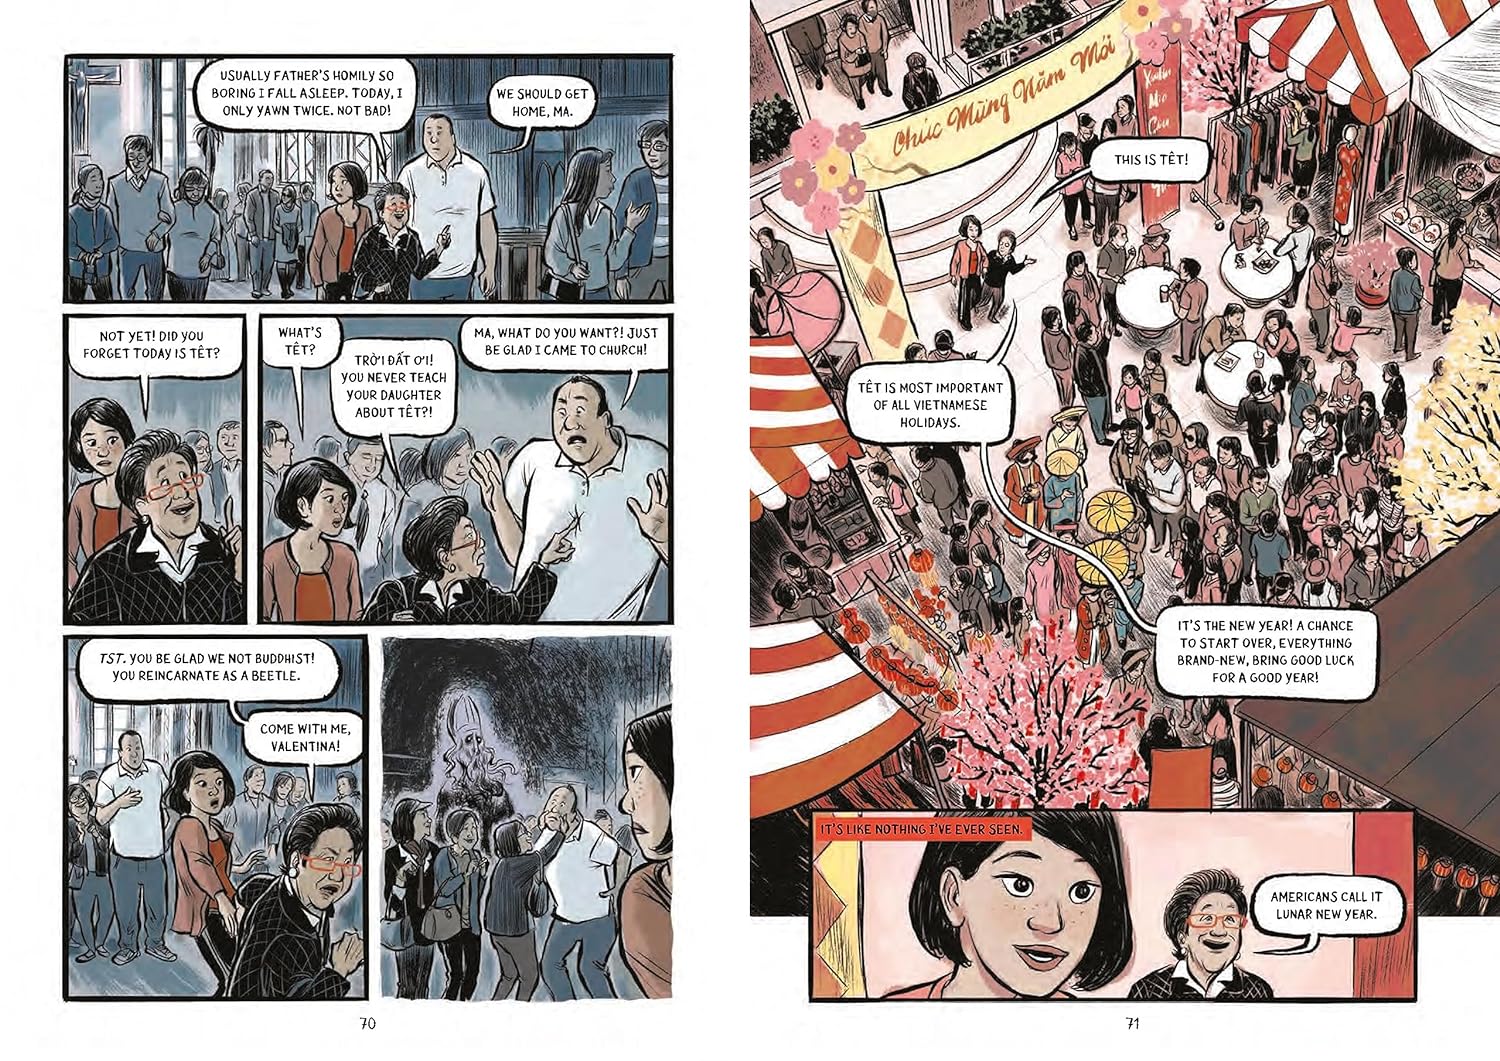 USUALLY FATHER'S HOMILY SO
BORING I FALL ASLEEP. TODAY, I
ONLY YAWN TWICE. NOT BAD!
WE SHOULD GET
HOME, MA.
NOT YET! DID YOU
FORGET TODAY IS TÊT?
WHAT'S
TÊT?
TRỜI ĐẤT ƠI!
YOU NEVER TEACH
YOUR DAUGHTER
ABOUT TÊT?!
MA, WHAT DO YOU WANT?! JUST
BE GLAD I CAME TO CHURCH!
TST. YOU BE GLAD WE NOT BUDDHIST!
YOU REINCARNATE AS A BEETLE.
COME WITH ME,
VALENTINA!
70
Chúc Mừng Năm Mới
THIS IS TÊT!
TÊT IS MOST IMPORTANT
OF ALL VIETNAMESE
HOLIDAYS.
IT'S THE NEW YEAR! A CHANCE
TO START OVER, EVERYTHING
BRAND-NEW, BRING GOOD LUCK
FOR A GOOD YEAR!
IT'S LIKE NOTHING I'VE EVER SEEN.
AMERICANS CALL IT
LUNAR NEW YEAR.
71